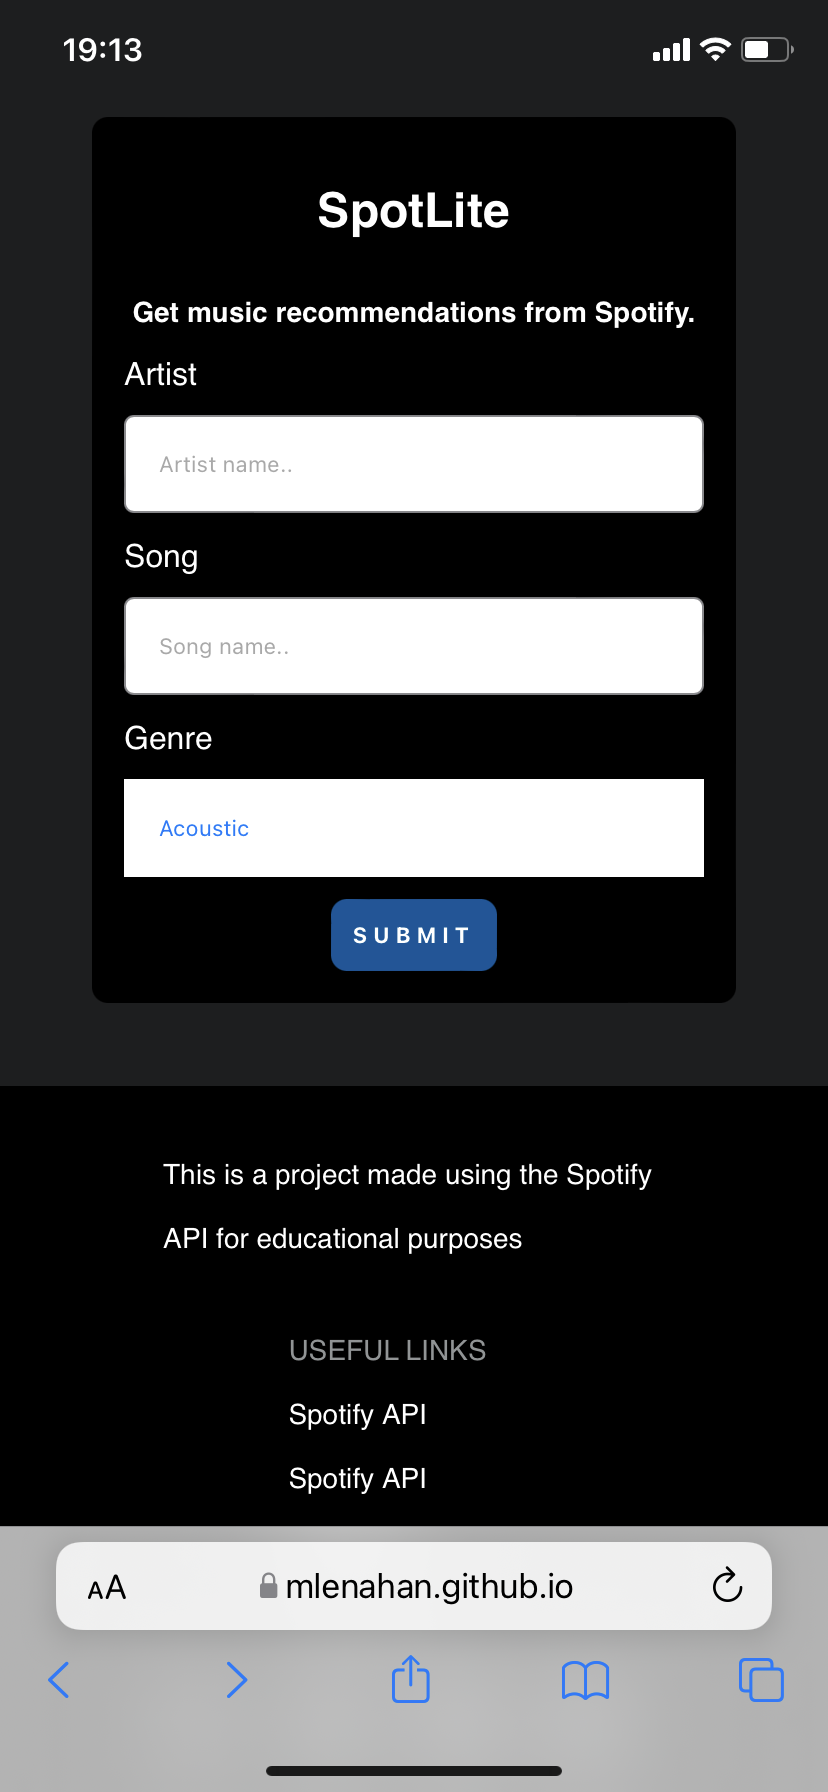 19:13
SpotLite
Get music recommendations from Spotify.
Artist
Artist name..
Song
Song name..
Genre
Acoustic
SUBMIT
This is a project made using the Spotify
API for educational purposes
USEFUL LINKS
Spotify API
Spotify API
AA mlenahan.github.io